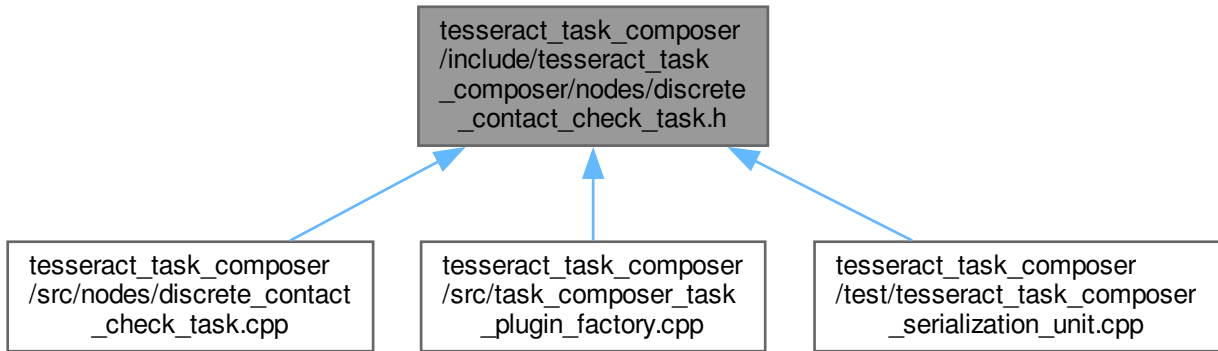 tesseract_task_composer
/include/tesseract_task
_composer/nodes/discrete
_contact_check_task.h
tesseract_task_composer
/src/nodes/discrete_contact
_check_task.cpp
tesseract_task_composer
/src/task_composer_task
_plugin_factory.cpp
tesseract_task_composer
/test/tesseract_task_composer
_serialization_unit.cpp